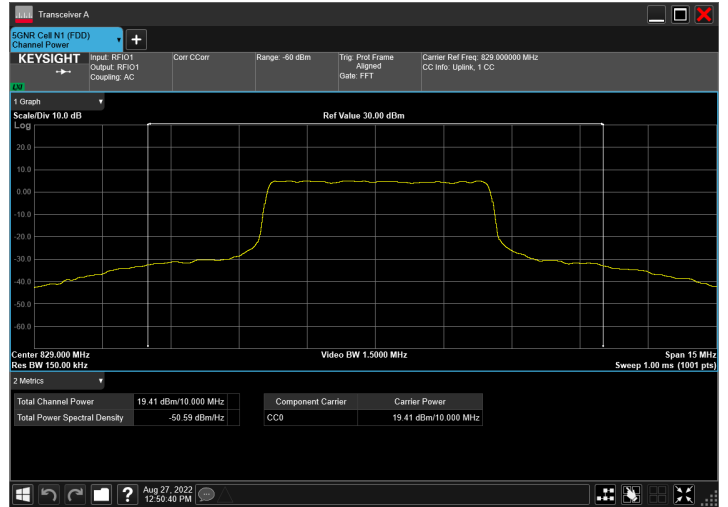 Transceiver A
5GNR Cell N1 (FDD)
Channel Power
KEYSIGHT
LXI
Input: RFIO1
Output: RFIO1
Coupling: AC
Corr CCorr
Range: -60 dBm
Trig: Prot Frame
Aligned
Gate: FFT
Carrier Ref Freq: 829.000000 MHz
CC Info: Uplink, 1 CC
1 Graph
Scale/Div 10.0 dB
Ref Value 30.00 dBm
Log
20.0
10.0
0.00
-10.0
-20.0
-30.0
-40.0
-50.0
-60.0
Center 829.000 MHz
Video BW 1.5000 MHz
Span 15 MHz
Res BW 150.00 kHz
Sweep 1.00 ms (1001 pts)
2 Metrics
Total Channel Power 19.41 dBm/10.000 MHz
Total Power Spectral Density -50.59 dBm/Hz
Component Carrier Carrier Power
CC0 19.41 dBm/10.000 MHz
?
Aug 27, 2022
12:50:40 PM